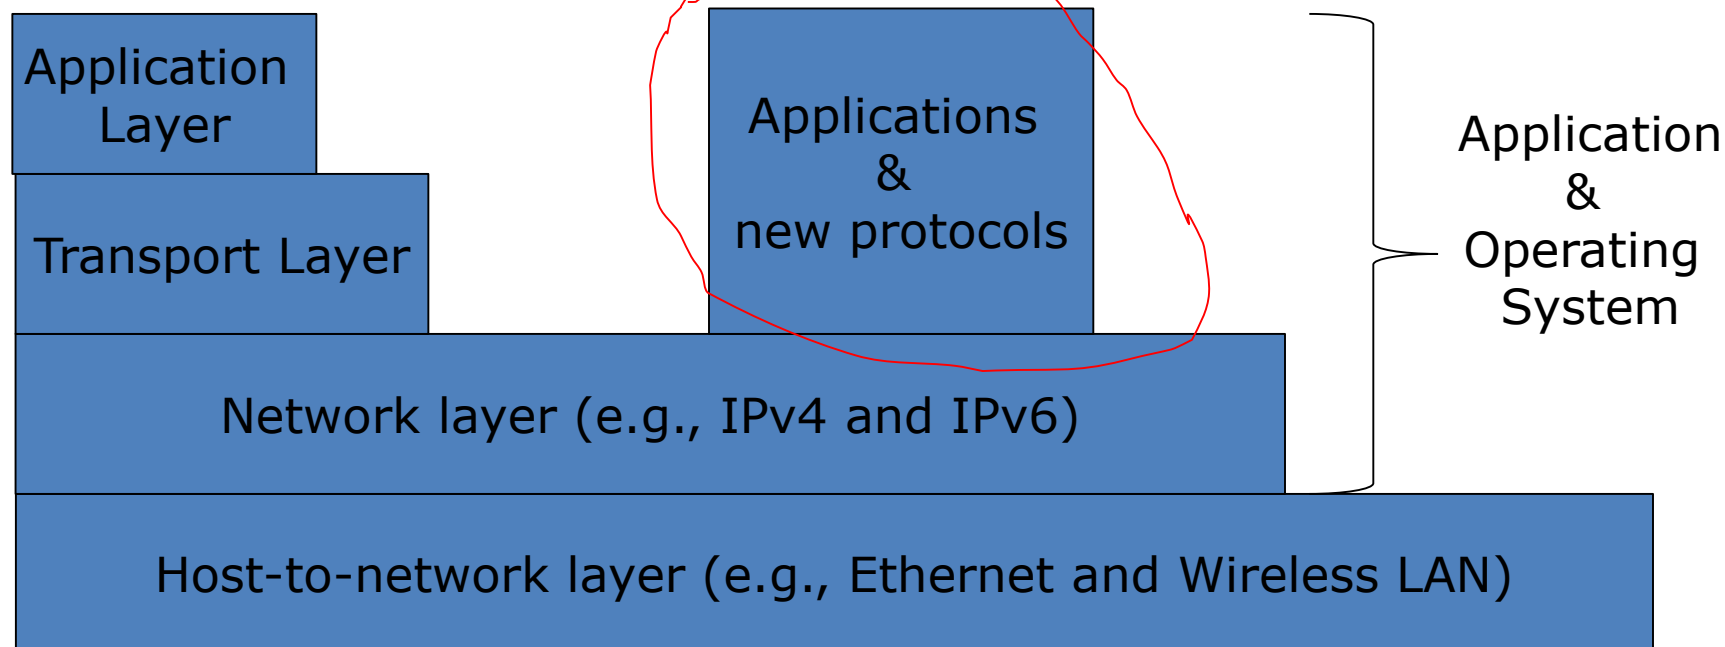 Application
Layer
Transport Layer
Applications
&
new protocols
Application
&
Operating
System
Network layer (e.g., IPv4 and IPv6)
Host-to-network layer (e.g., Ethernet and Wireless LAN)